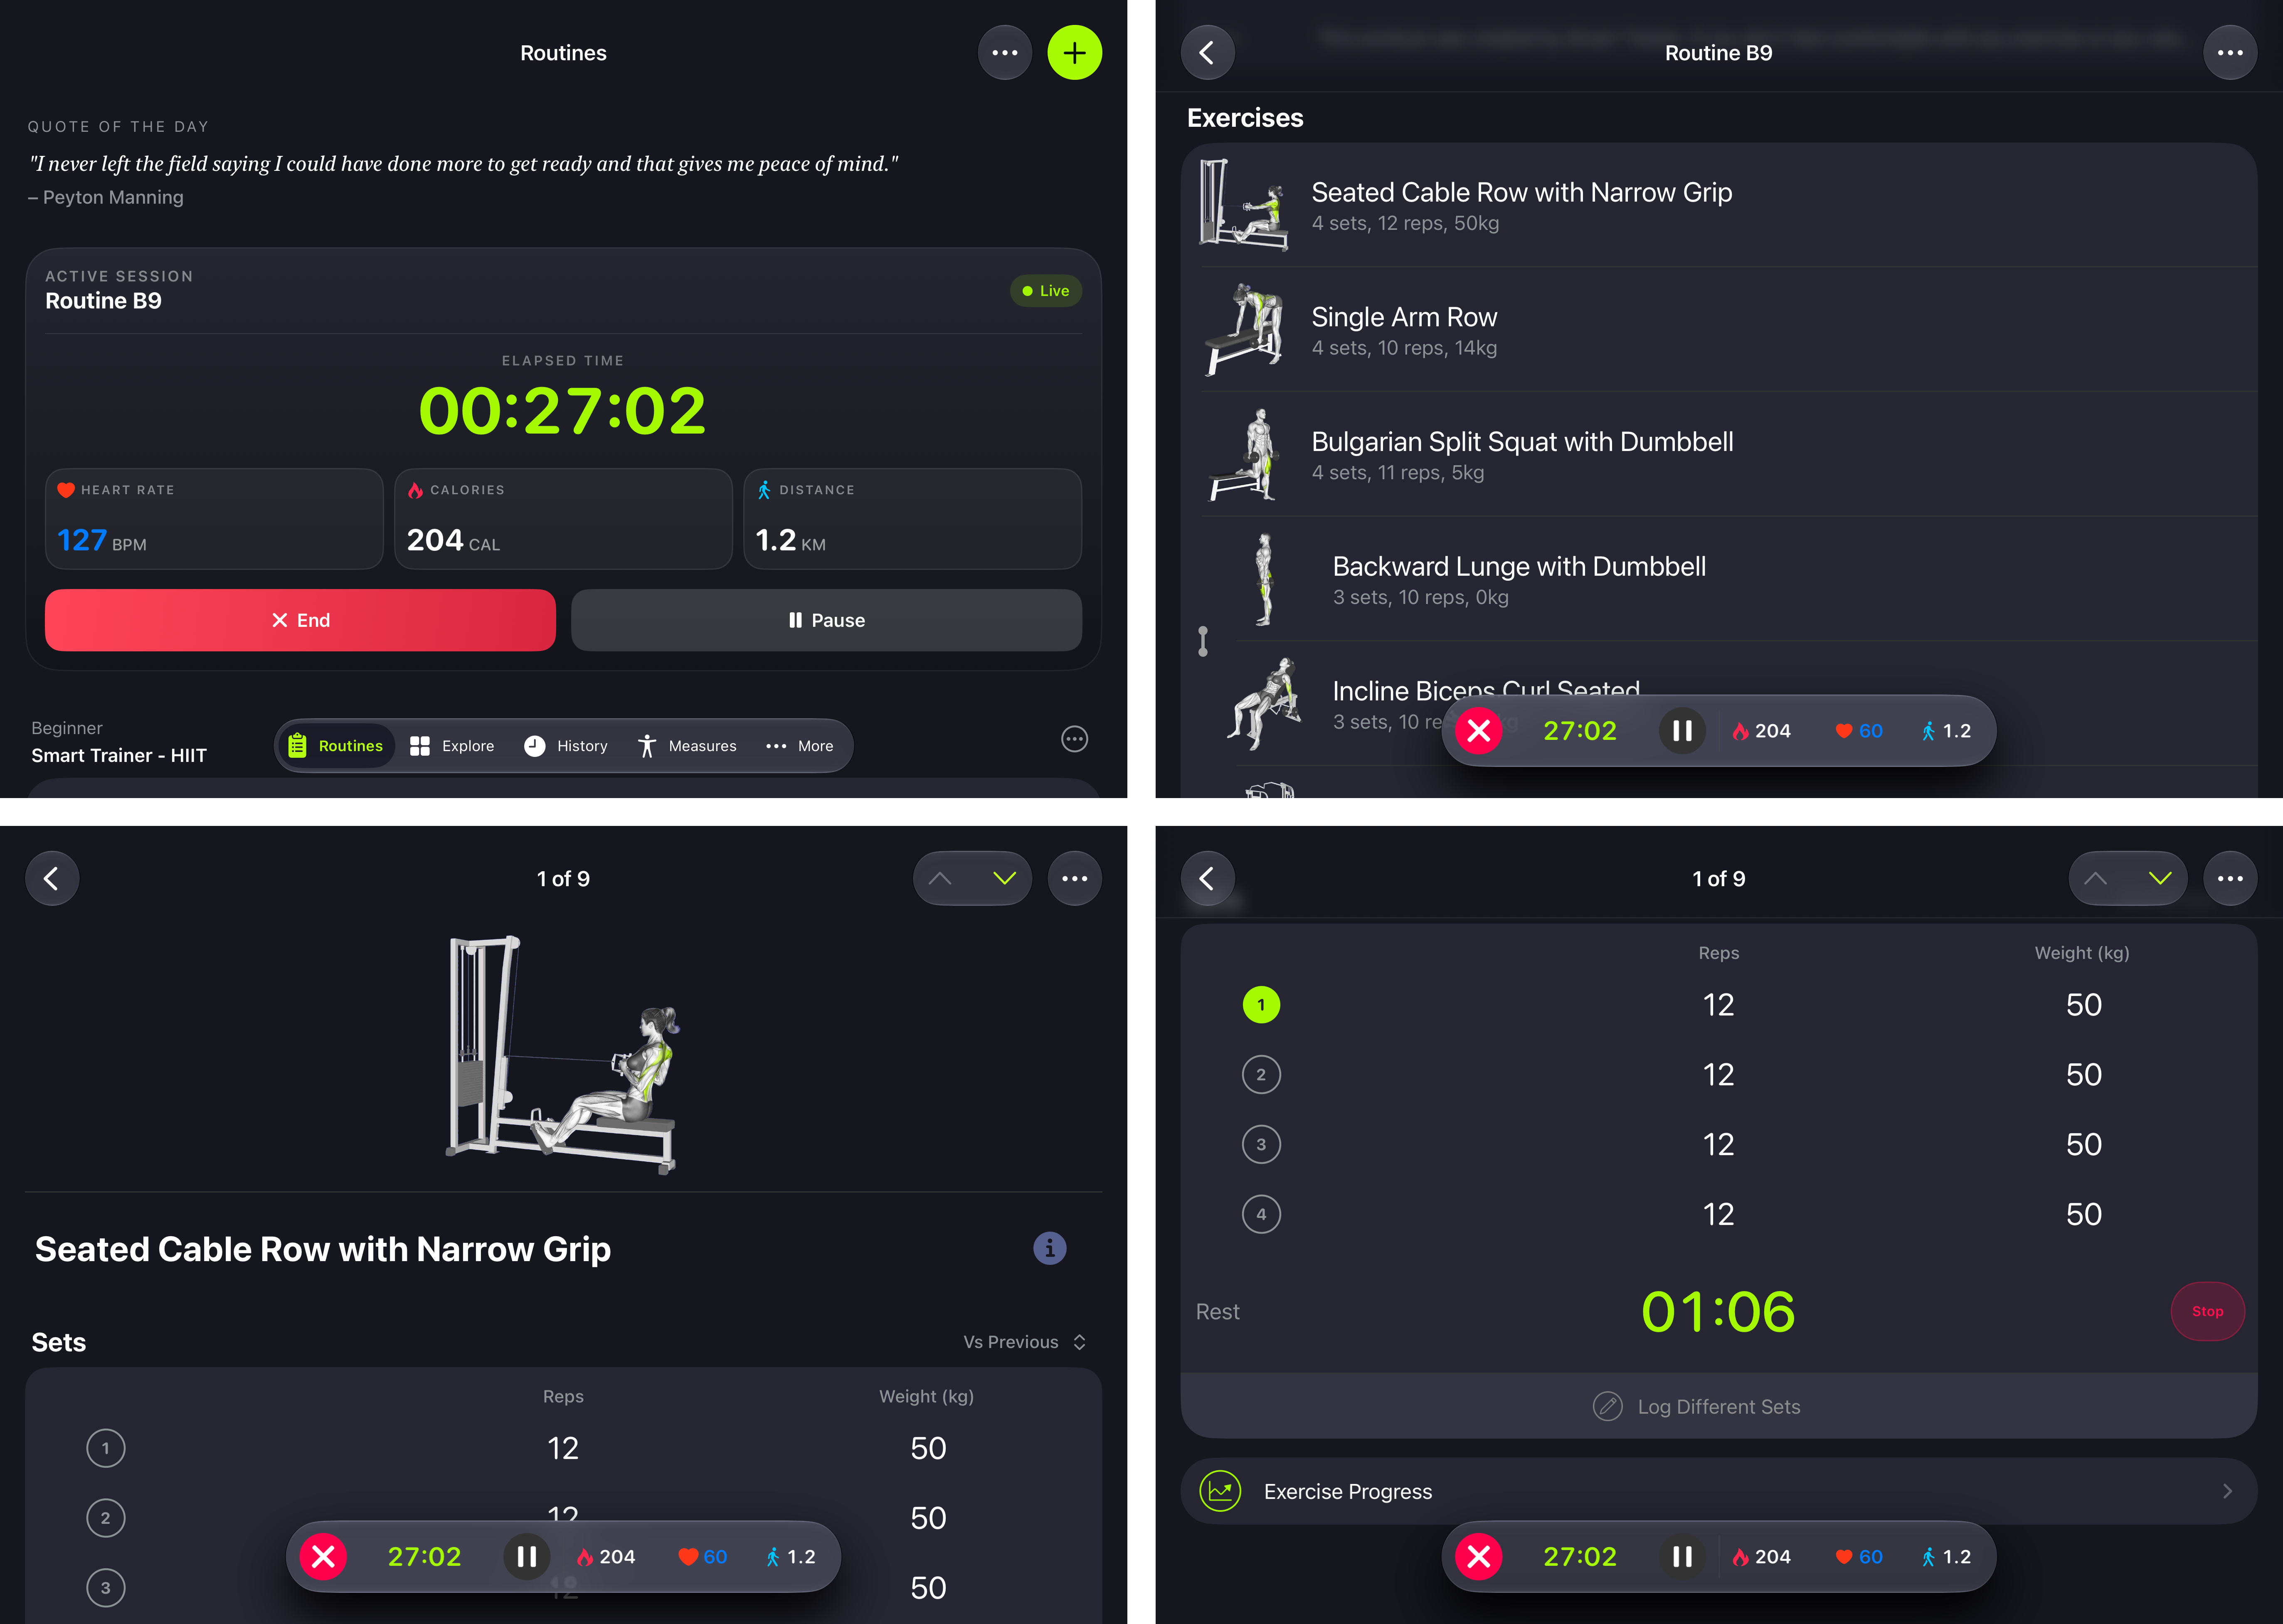 Routines
QUOTE OF THE DAY
"I never left the field saying I could have done more to get ready and that gives me peace of mind."
– Peyton Manning
ACTIVE SESSION
Routine B9
Live
ELAPSED TIME
00:27:02
HEART RATE
127 BPM
CALORIES
204 CAL
DISTANCE
1.2 KM
End
Pause
Beginner
Smart Trainer - HIIT
Routines
Explore
History
Measures
More
Routine B9
Exercises
Seated Cable Row with Narrow Grip
4 sets, 12 reps, 50kg
Single Arm Row
4 sets, 10 reps, 14kg
Bulgarian Split Squat with Dumbbell
4 sets, 11 reps, 5kg
Backward Lunge with Dumbbell
3 sets, 10 reps, 0kg
Incline Biceps Curl Seated
3 sets, 10 re
27:02
204
60
1.2
1 of 9
Seated Cable Row with Narrow Grip
Sets
Vs Previous
Reps Weight (kg)
1 12 50
2 12 50
3 12 50
27:02
204
60
1.2
1 of 9
Reps Weight (kg)
1 12 50
2 12 50
3 12 50
4 12 50
Rest 01:06 Stop
Log Different Sets
Exercise Progress
27:02
204
60
1.2